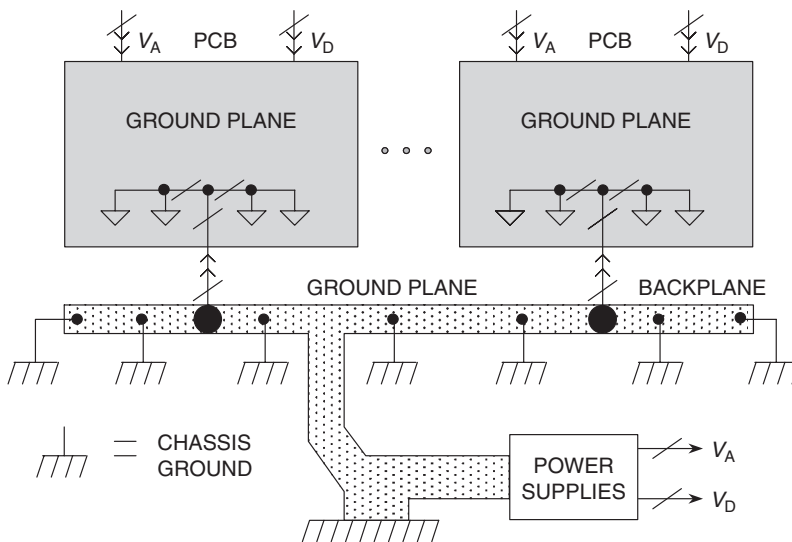 VA PCB VD
VA PCB VD
GROUND PLANE
GROUND PLANE
GROUND PLANE
BACKPLANE
CHASSIS
GROUND
POWER
SUPPLIES
VA
VD